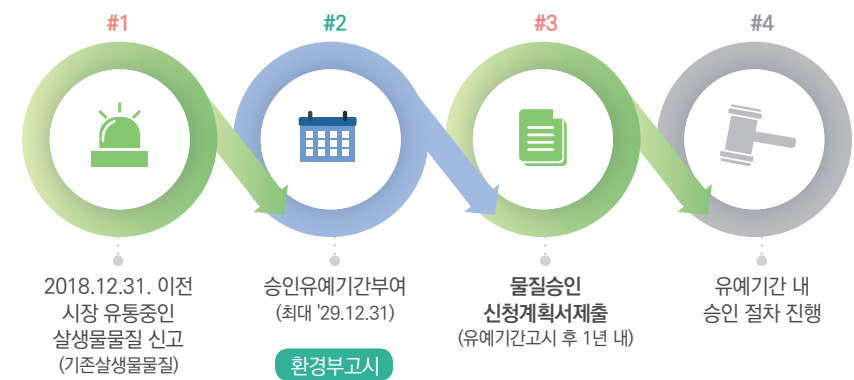 #1
#2
#3
#4
2018.12.31. 이전
시장 유통중인
살생물물질 신고
(기존살생물물질)
승인유예기간부여
(최대 '29.12.31)
환경부고시
물질승인
신청계획서제출
(유예기간고시 후 1년 내)
유예기간 내
승인 절차 진행